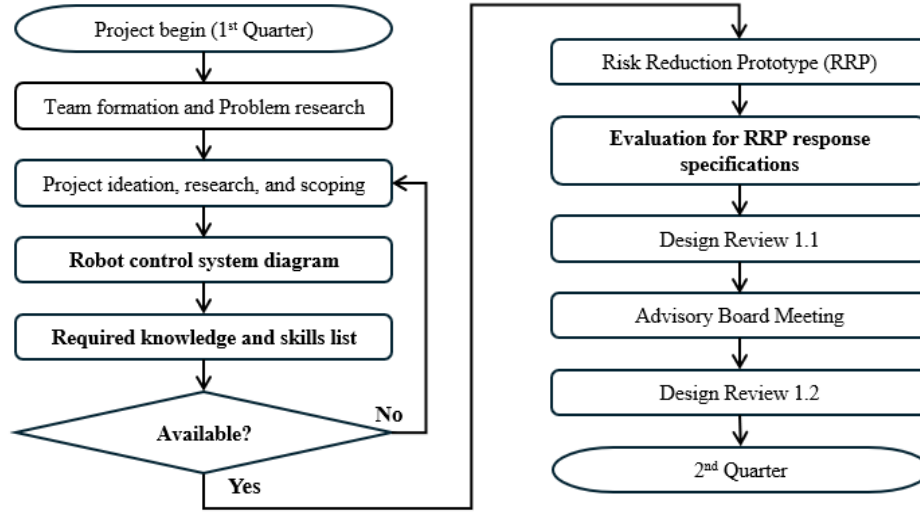 Project begin (1st Quarter)
Team formation and Problem research
Project ideation, research, and scoping
Robot control system diagram
Required knowledge and skills list
Available?
No
Yes
Risk Reduction Prototype (RRP)
Evaluation for RRP response
specifications
Design Review 1.1
Advisory Board Meeting
Design Review 1.2
2nd Quarter